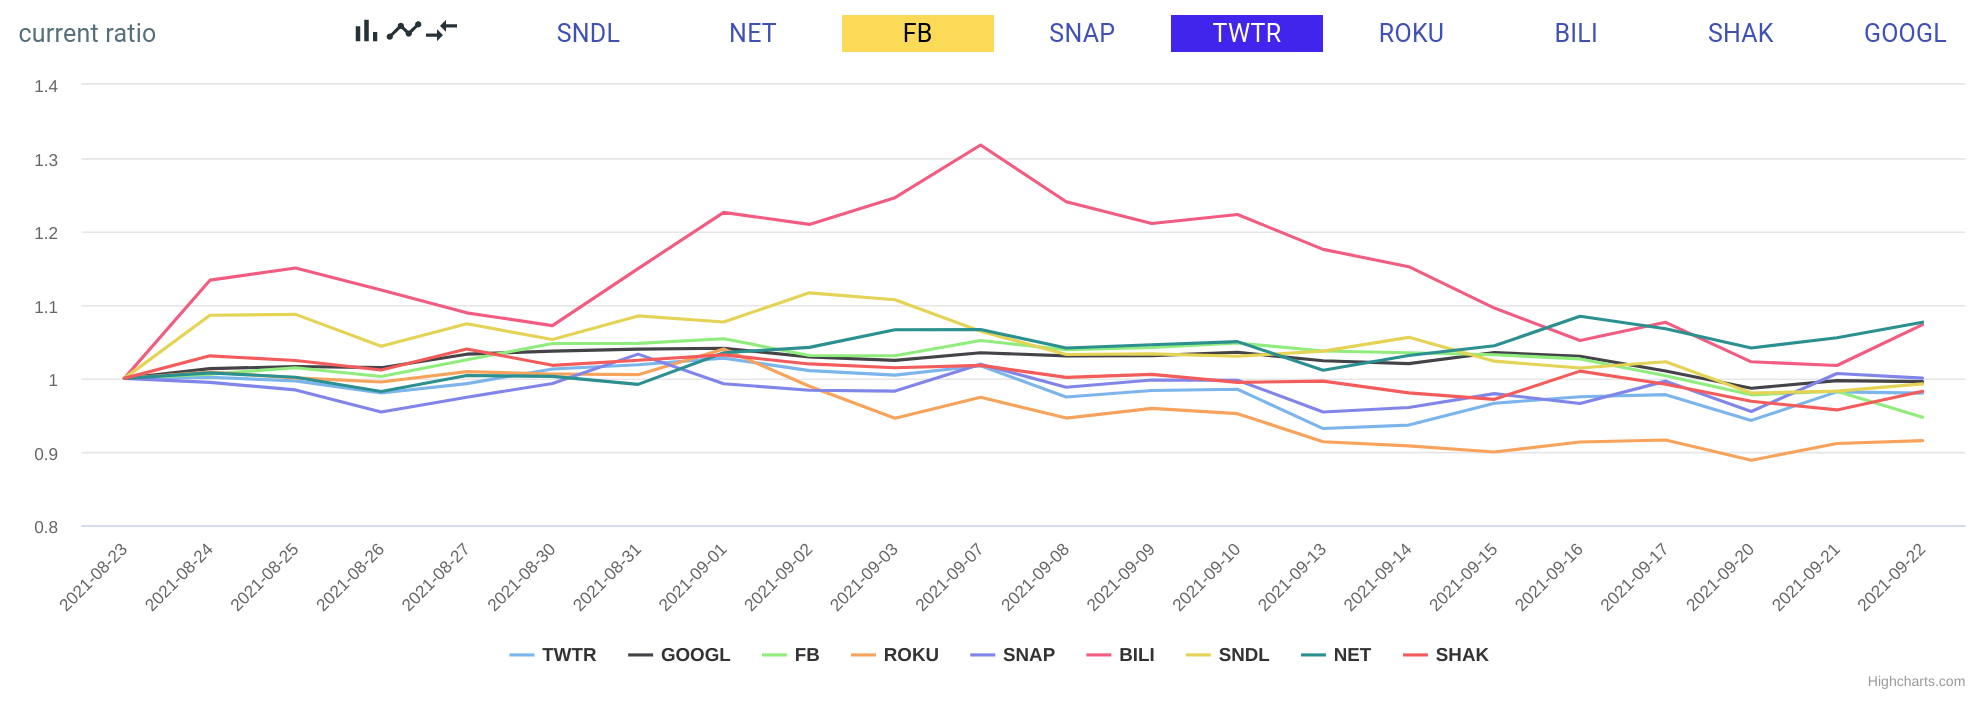 current ratio SNDL NET FB SNAP TWTR ROKU BILI SHAK GOOGL
1.4
1.3
1.2
1.1
1
0.9
0.8
2021-08-23 2021-08-24 2021-08-25 2021-08-26 2021-08-27 2021-08-30 2021-08-31 2021-09-01 2021-09-02 2021-09-03 2021-09-07 2021-09-08 2021-09-09 2021-09-10 2021-09-13 2021-09-14 2021-09-15 2021-09-16 2021-09-17 2021-09-20 2021-09-21 2021-09-22
TWTR GOOGL FB ROKU SNAP BILI SNDL NET SHAK
Highcharts.com